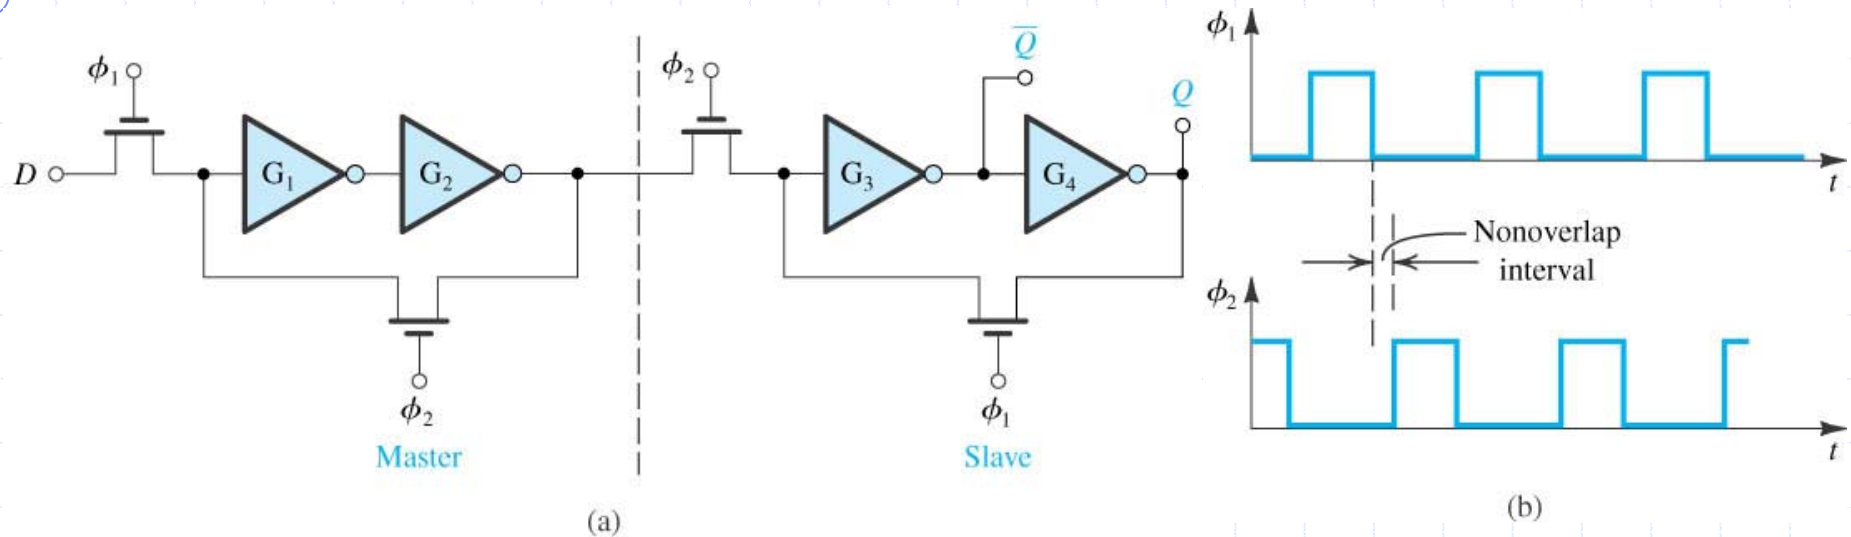 ϕ₁
D
G₁
G₂
ϕ₂
Master
ϕ₂
G₃
Q̅
G₄
Q
ϕ₁
Slave
(a)
ϕ₁
t
Nonoverlap
interval
ϕ₂
t
(b)